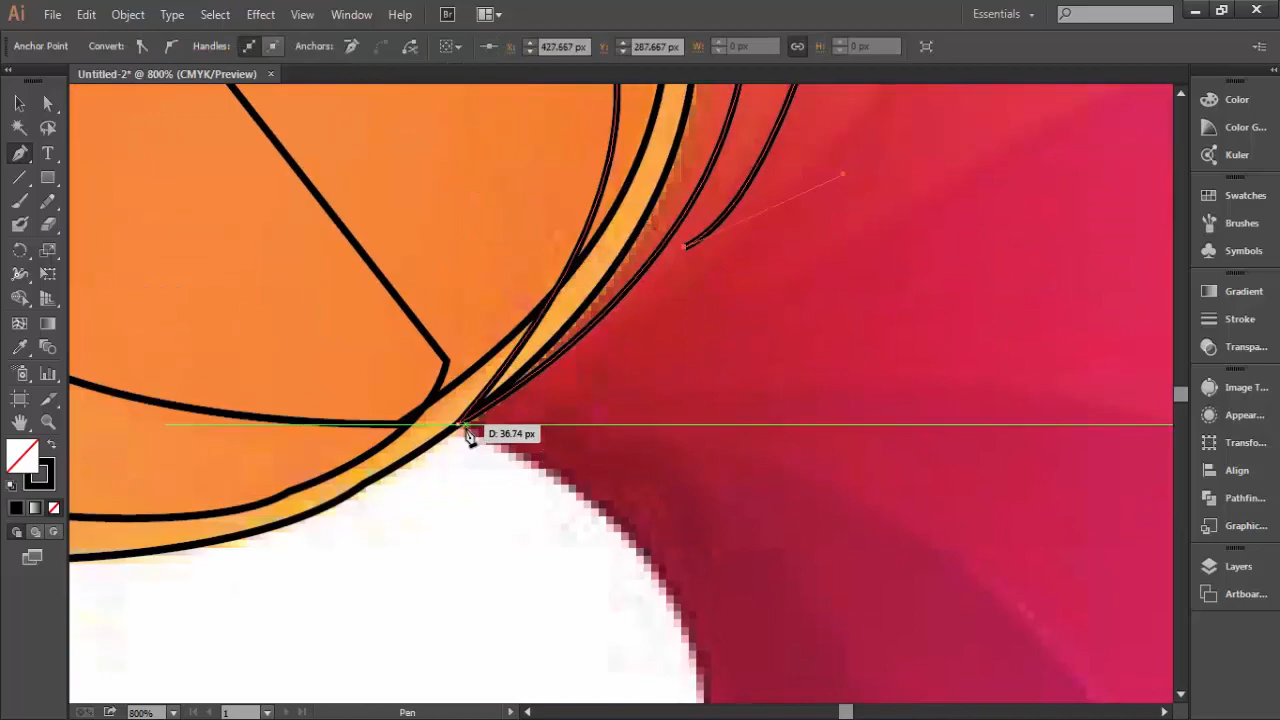 Ai File Edit Object Type Select Effect View Window Help Br Essentials
Anchor Point Convert: Handles: Anchors: X: 427.667 px Y: 287.667 px W: 0 px H: 0 px
Untitled-2* @ 800% (CMYK/Preview) ×
Color
Color G...
Kuler
Swatches
Brushes
Symbols
Gradient
Stroke
Transpa...
Image T...
Appear...
D: 36.74 px
Transfo...
Align
Pathfin...
Graphic...
Layers
Artboar...
800% 1 Pen